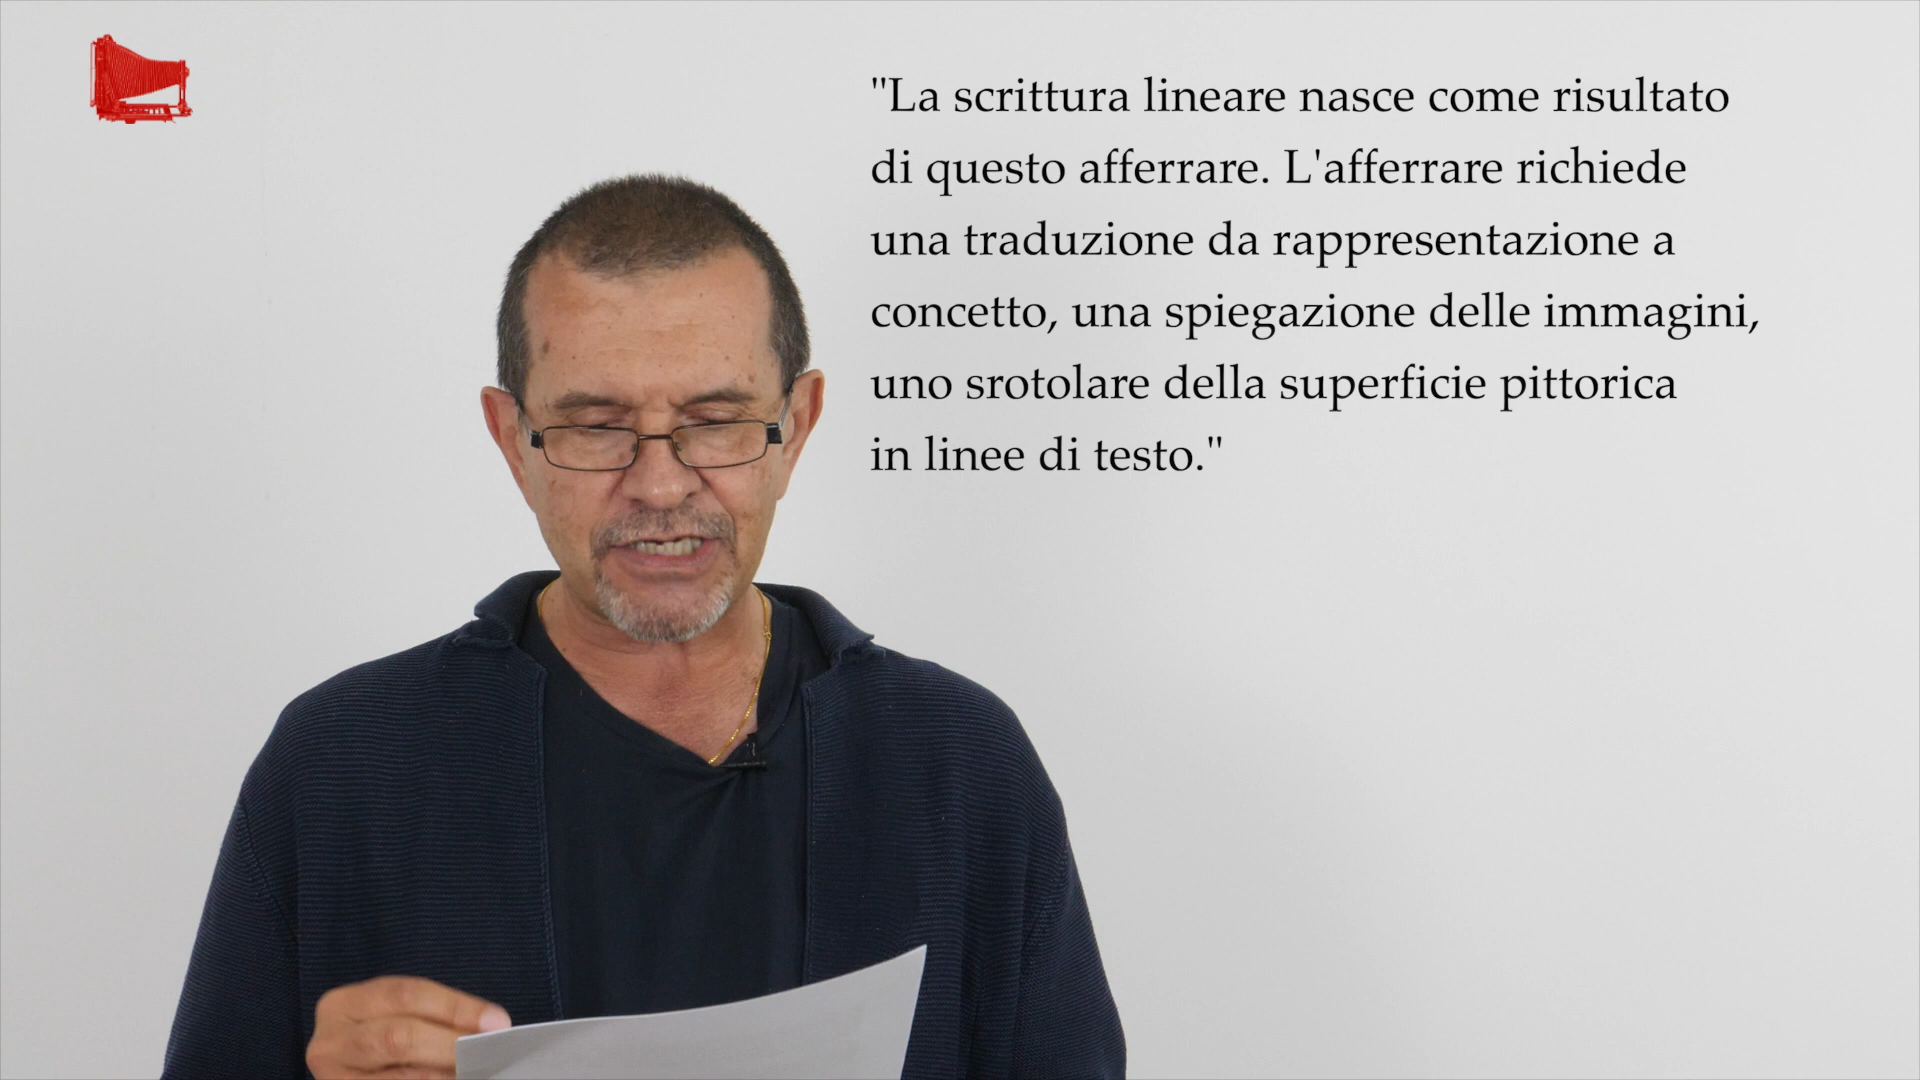 "La scrittura lineare nasce come risultato
di questo afferrare. L'afferrare richiede
una traduzione da rappresentazione a
concetto, una spiegazione delle immagini,
uno srotolare della superficie pittorica
in linee di testo."